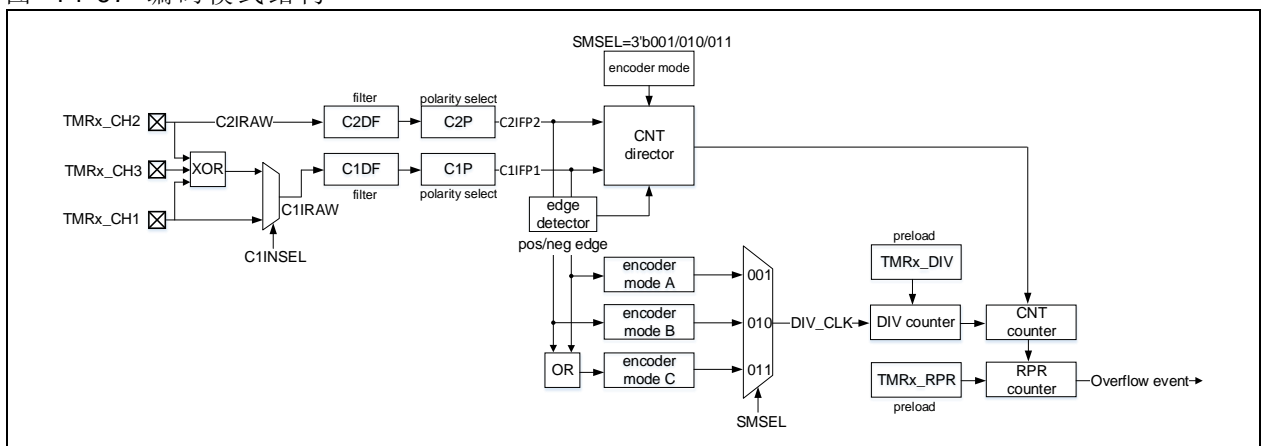 SMSEL=3'b001/010/011
encoder mode
filter
polarity select
TMRx_CH2
C2IRAW
C2DF
C2P
C2IFP2
CNT
director
TMRx_CH3
XOR
C1DF
C1P
C1IFP1
filter
polarity select
C1IRAW
TMRx_CH1
C1INSEL
edge
detector
pos/neg edge
encoder
mode A
001
preload
TMRx_DIV
encoder
mode B
010
DIV_CLK
DIV counter
CNT
counter
OR
encoder
mode C
011
TMRx_RPR
RPR
counter
Overflow event
preload
SMSEL